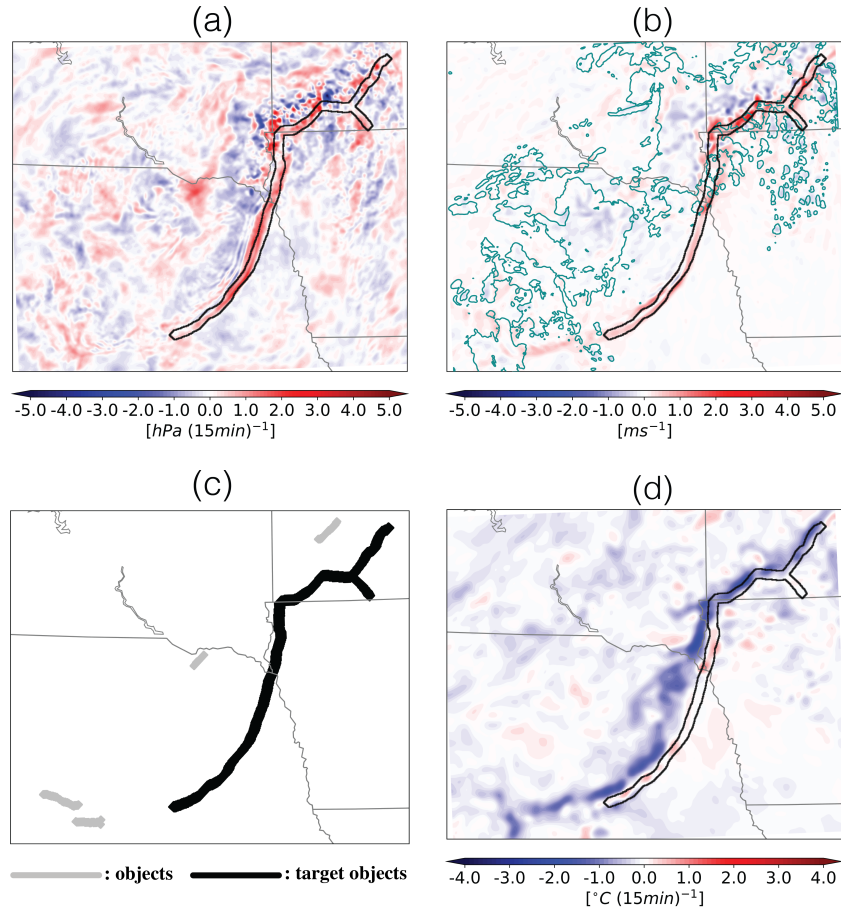 (a)
(b)
-5.0 -4.0 -3.0 -2.0 -1.0 0.0 1.0 2.0 3.0 4.0 5.0
[hPa (15min)⁻¹]
-5.0 -4.0 -3.0 -2.0 -1.0 0.0 1.0 2.0 3.0 4.0 5.0
[ms⁻¹]
(c)
(d)
: objects
: target objects
-4.0 -3.0 -2.0 -1.0 0.0 1.0 2.0 3.0 4.0
[°C (15min)⁻¹]